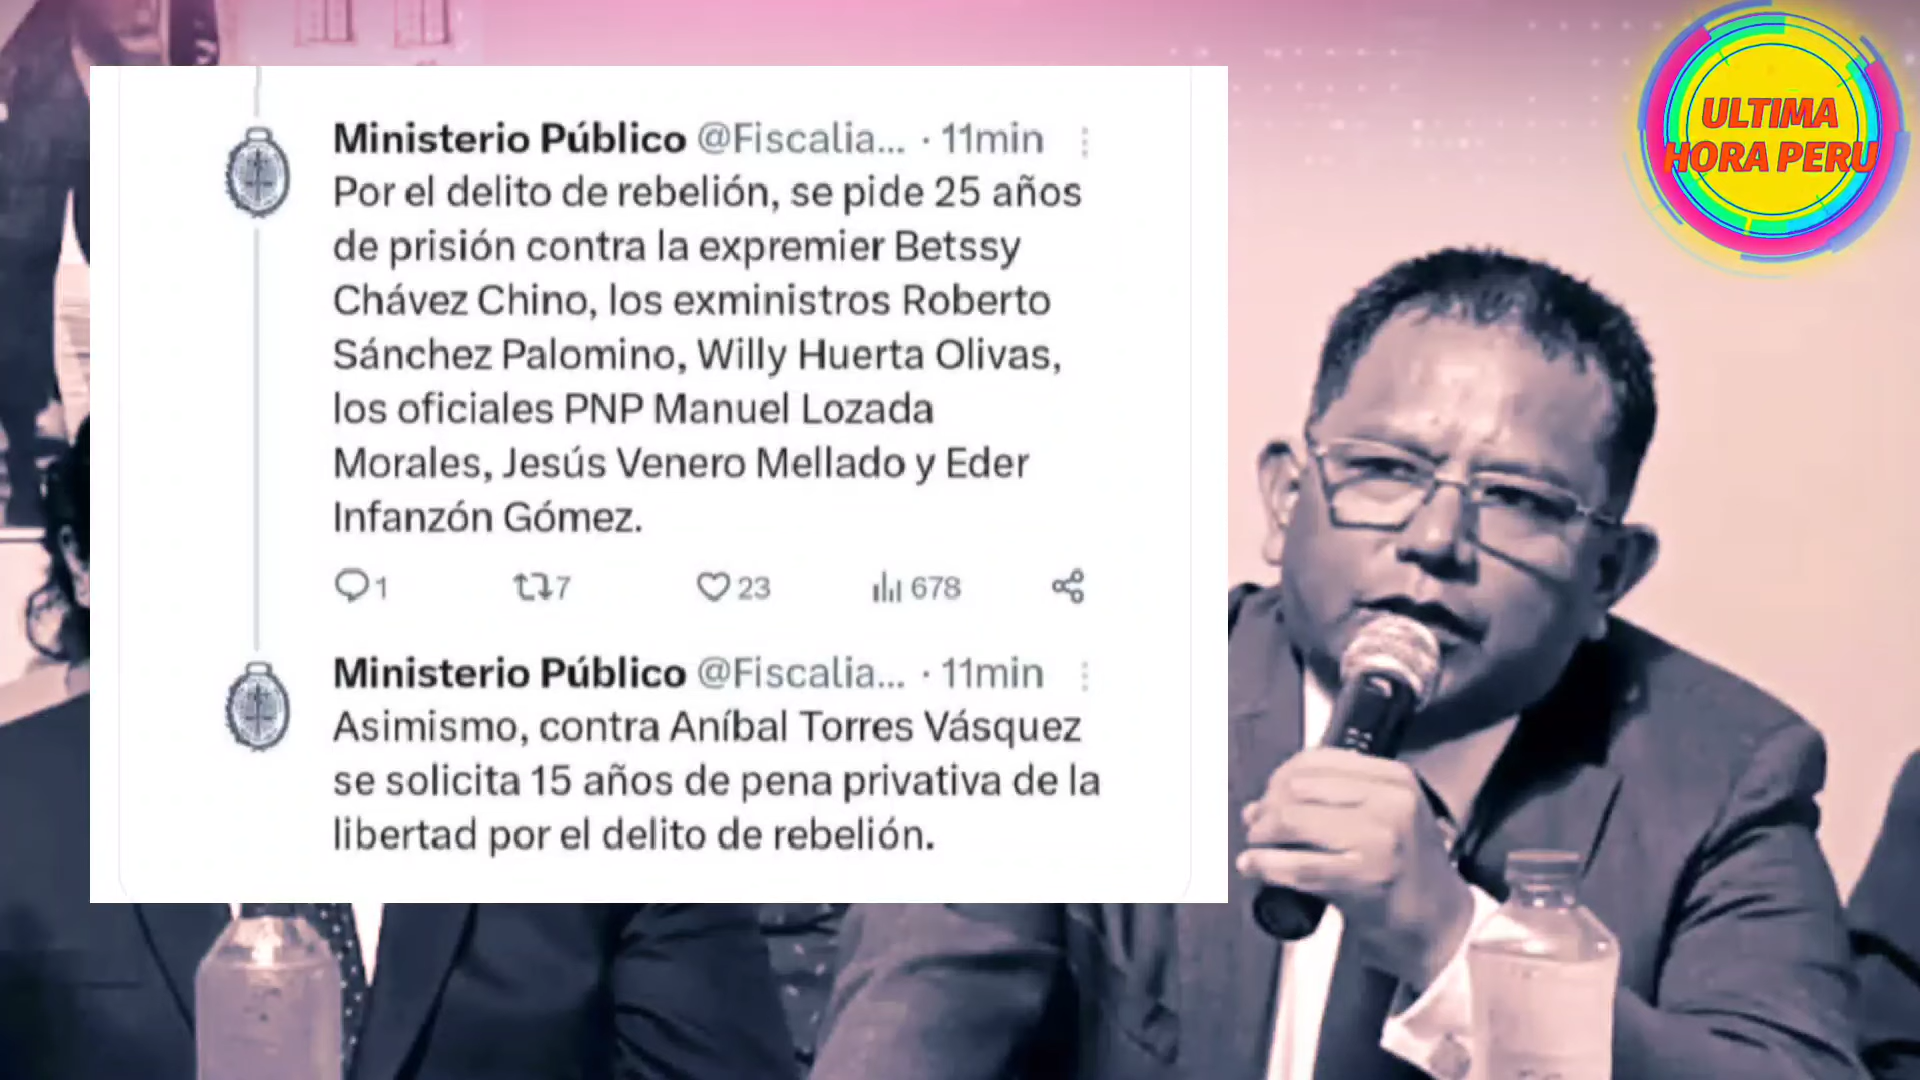 ULTIMA
HORA PERU
Ministerio Público @Fiscalia... · 11min
Por el delito de rebelión, se pide 25 años
de prisión contra la expremier Betssy
Chávez Chino, los exministros Roberto
Sánchez Palomino, Willy Huerta Olivas,
los oficiales PNP Manuel Lozada
Morales, Jesús Venero Mellado y Eder
Infanzón Gómez.
1 7 23 678
Ministerio Público @Fiscalia... · 11min
Asimismo, contra Aníbal Torres Vásquez
se solicita 15 años de pena privativa de la
libertad por el delito de rebelión.